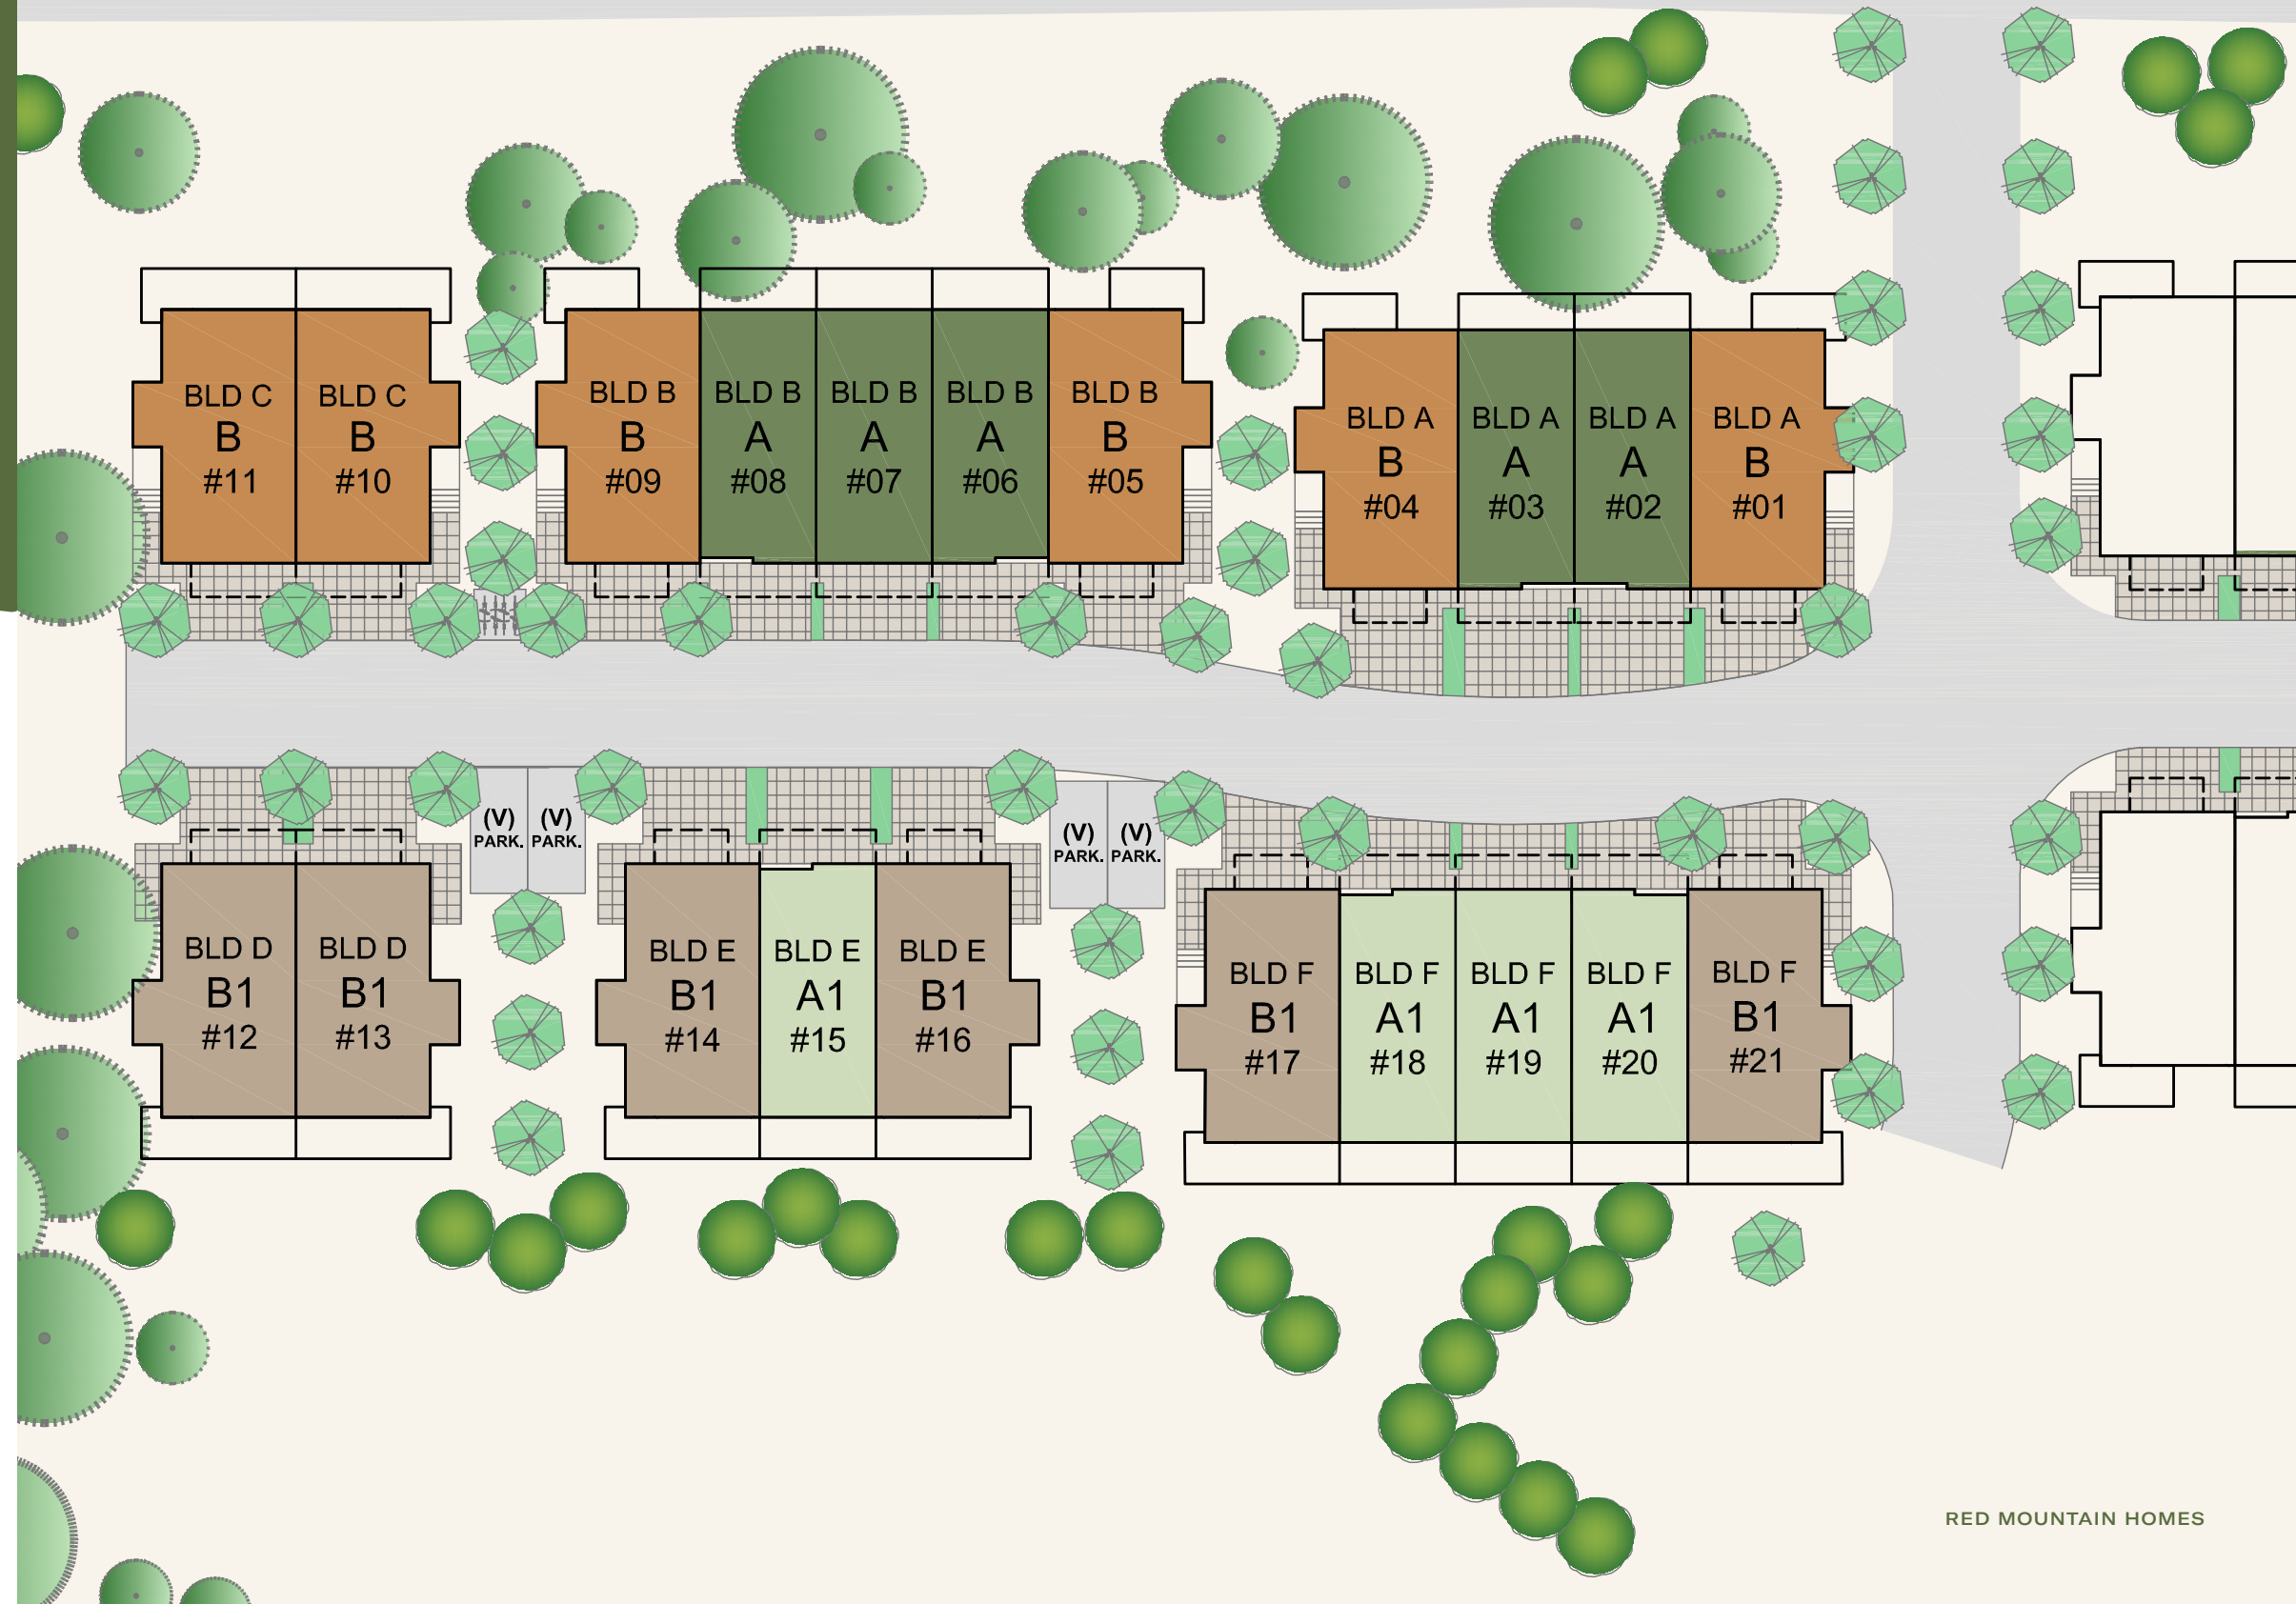 BLD C
B
#11
BLD C
B
#10
BLD B
B
#09
BLD B
A
#08
BLD B
A
#07
BLD B
A
#06
BLD B
B
#05
BLD A
B
#04
BLD A
A
#03
BLD A
A
#02
BLD A
B
#01
(V)
PARK.
(V)
PARK.
(V)
PARK.
(V)
PARK.
BLD D
B1
#12
BLD D
B1
#13
BLD E
B1
#14
BLD E
A1
#15
BLD E
B1
#16
BLD F
B1
#17
BLD F
A1
#18
BLD F
A1
#19
BLD F
A1
#20
BLD F
B1
#21
RED MOUNTAIN HOMES